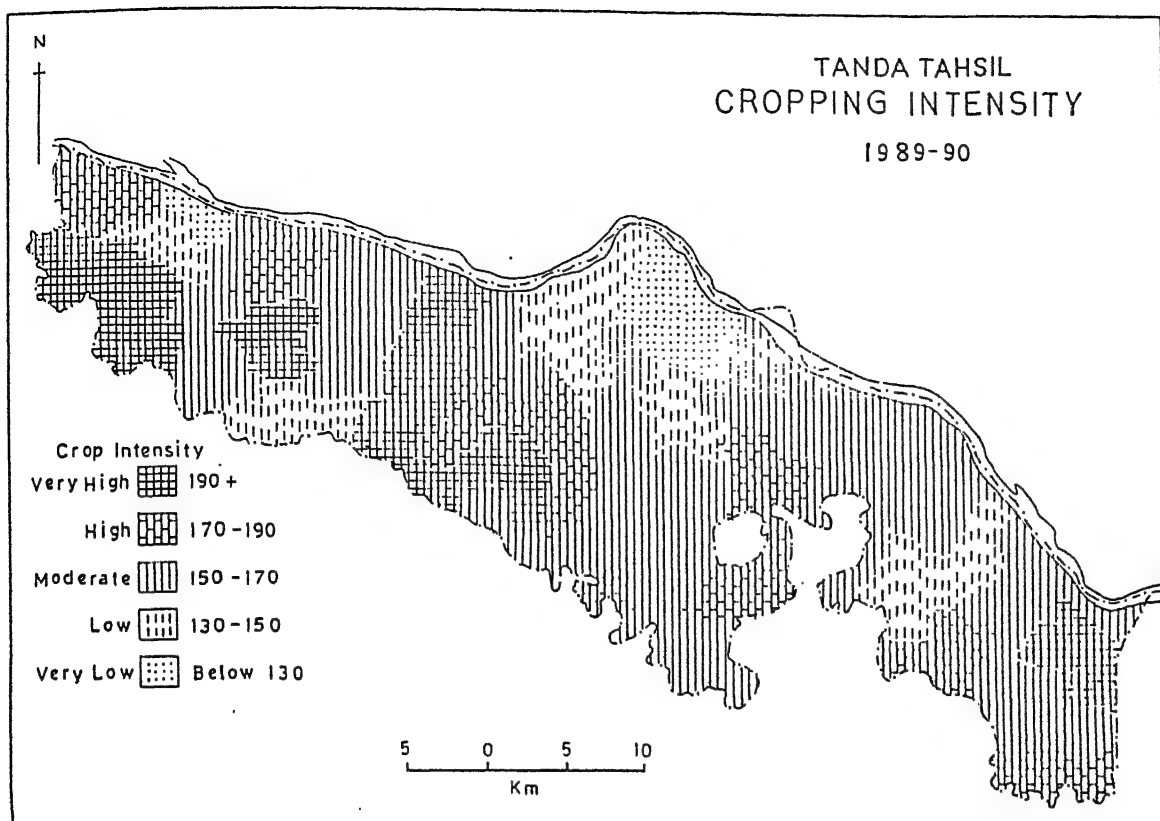 N
TANDA TAHSIL
CROPPING INTENSITY
1989-90
Crop Intensity
Very High 190+
High 170-190
Moderate 150-170
Low 130-150
Very Low Below 130
5 0 5 10
Km